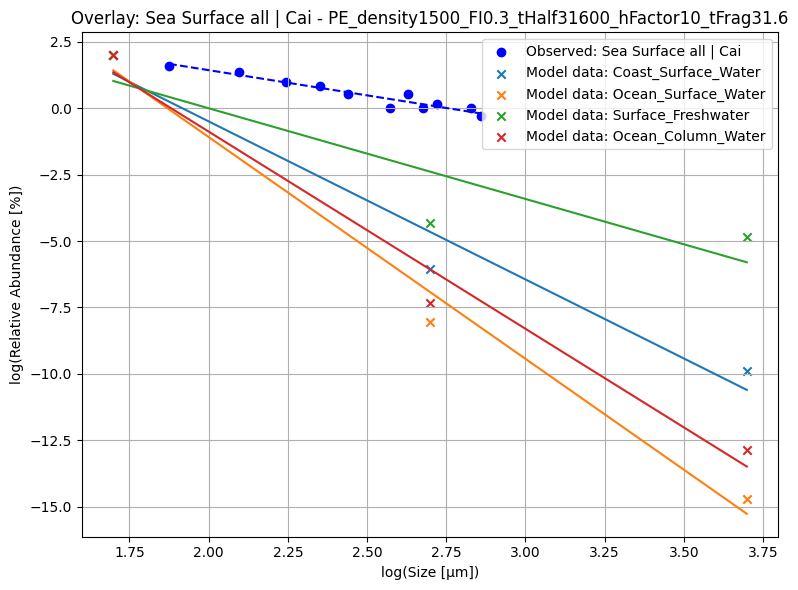 Overlay: Sea Surface all | Cai - PE_density1500_FI0.3_tHalf31600_hFactor10_tFrag31.6
Observed: Sea Surface all | Cai
Model data: Coast_Surface_Water
Model data: Ocean_Surface_Water
Model data: Surface_Freshwater
Model data: Ocean_Column_Water
log(Relative Abundance [%])
2.5
0.0
−2.5
−5.0
−7.5
−10.0
−12.5
−15.0
1.75 2.00 2.25 2.50 2.75 3.00 3.25 3.50 3.75
log(Size [μm])